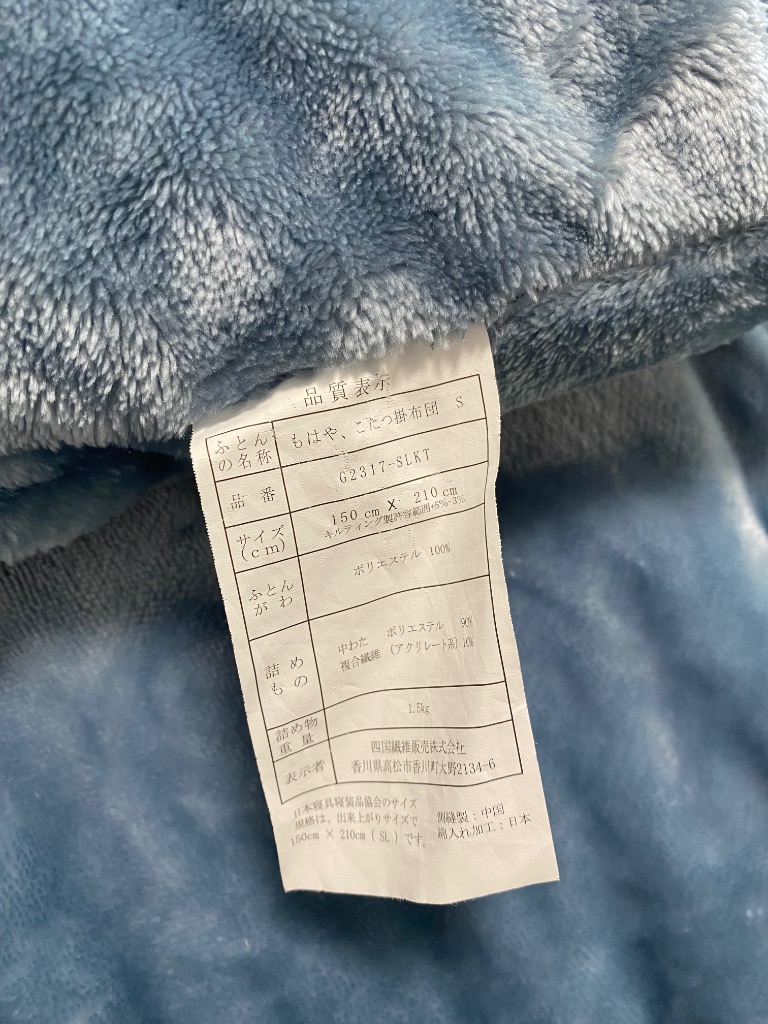 品質表示
ふとんの名称 もはや、こたつ掛布団 S
品番 G2317-SLKT
サイズ(cm) 150 cm X 210 cm
キルティング製許容範囲+5%-3%
ふとんがわ ポリエステル 100%
詰めもの 中わた ポリエステル 90%
複合繊維 (アクリレート系) 10%
詰め物重量 1.5kg
表示者 四国繊維販売株式会社
香川県高松市香川町大野2134-6
日本寝具寝装品協会のサイズ
規格は、出来上がりサイズで
150cm × 210cm ( SL ) です。
側縫製:中国
綿入れ加工:日本